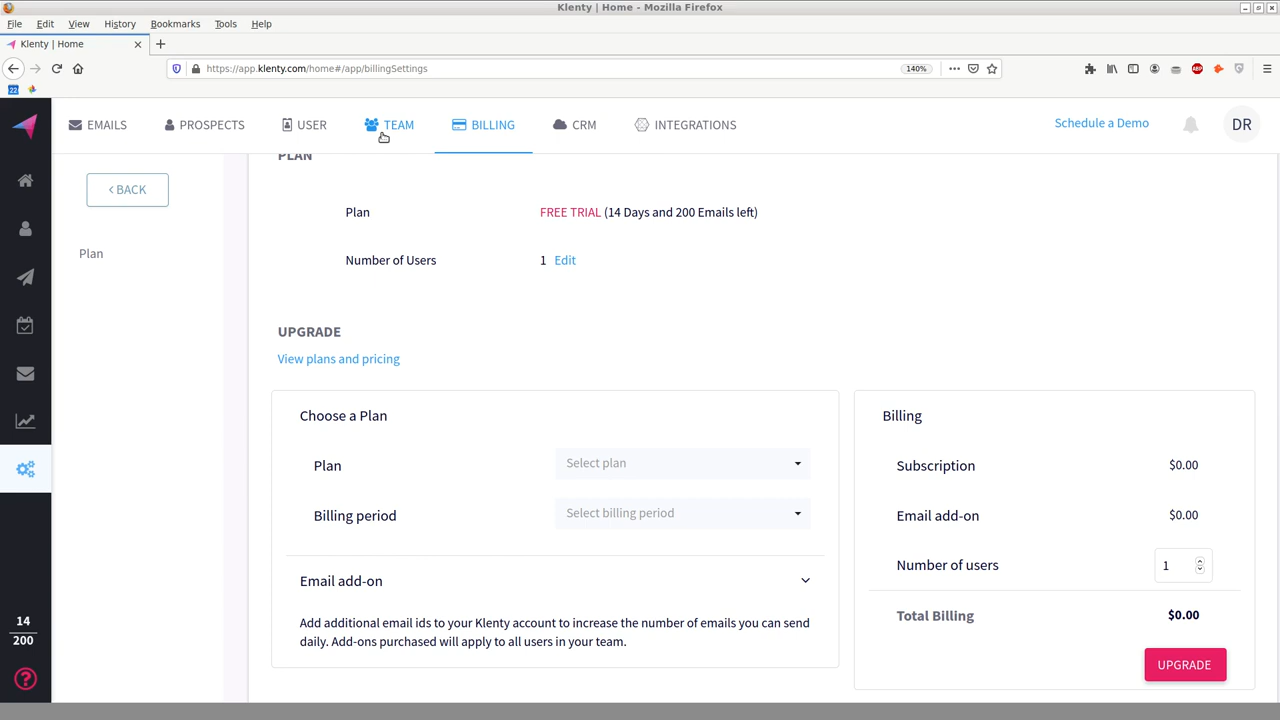 Klenty | Home - Mozilla Firefox
File Edit View History Bookmarks Tools Help
Klenty | Home
https://app.klenty.com/home#/app/billingSettings 140%
22
ABP
EMAILS PROSPECTS USER TEAM BILLING CRM INTEGRATIONS Schedule a Demo DR
BACK
Plan
PLAN
Plan FREE TRIAL (14 Days and 200 Emails left)
Number of Users 1 Edit
UPGRADE
View plans and pricing
Choose a Plan
Plan Select plan
Billing period Select billing period
Email add-on
Add additional email ids to your Klenty account to increase the number of emails you can send
daily. Add-ons purchased will apply to all users in your team.
Billing
Subscription $0.00
Email add-on $0.00
Number of users 1
Total Billing $0.00
UPGRADE
14
200
?